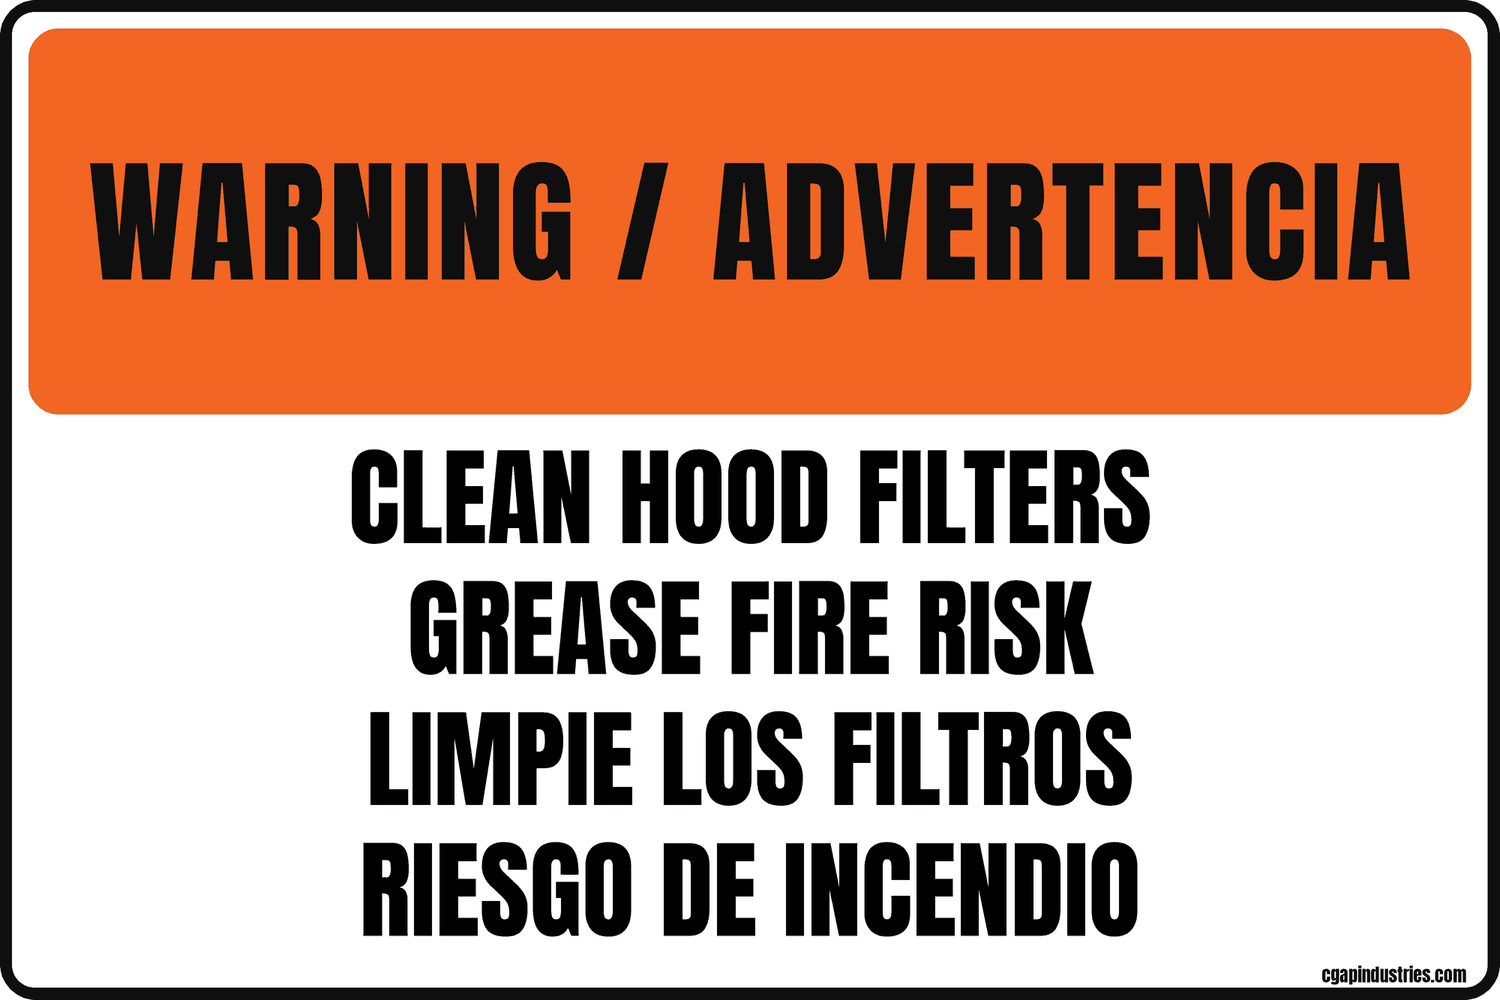 WARNING / ADVERTENCIA
CLEAN HOOD FILTERS
GREASE FIRE RISK
LIMPIE LOS FILTROS
RIESGO DE INCENDIO
cgapindustries.com